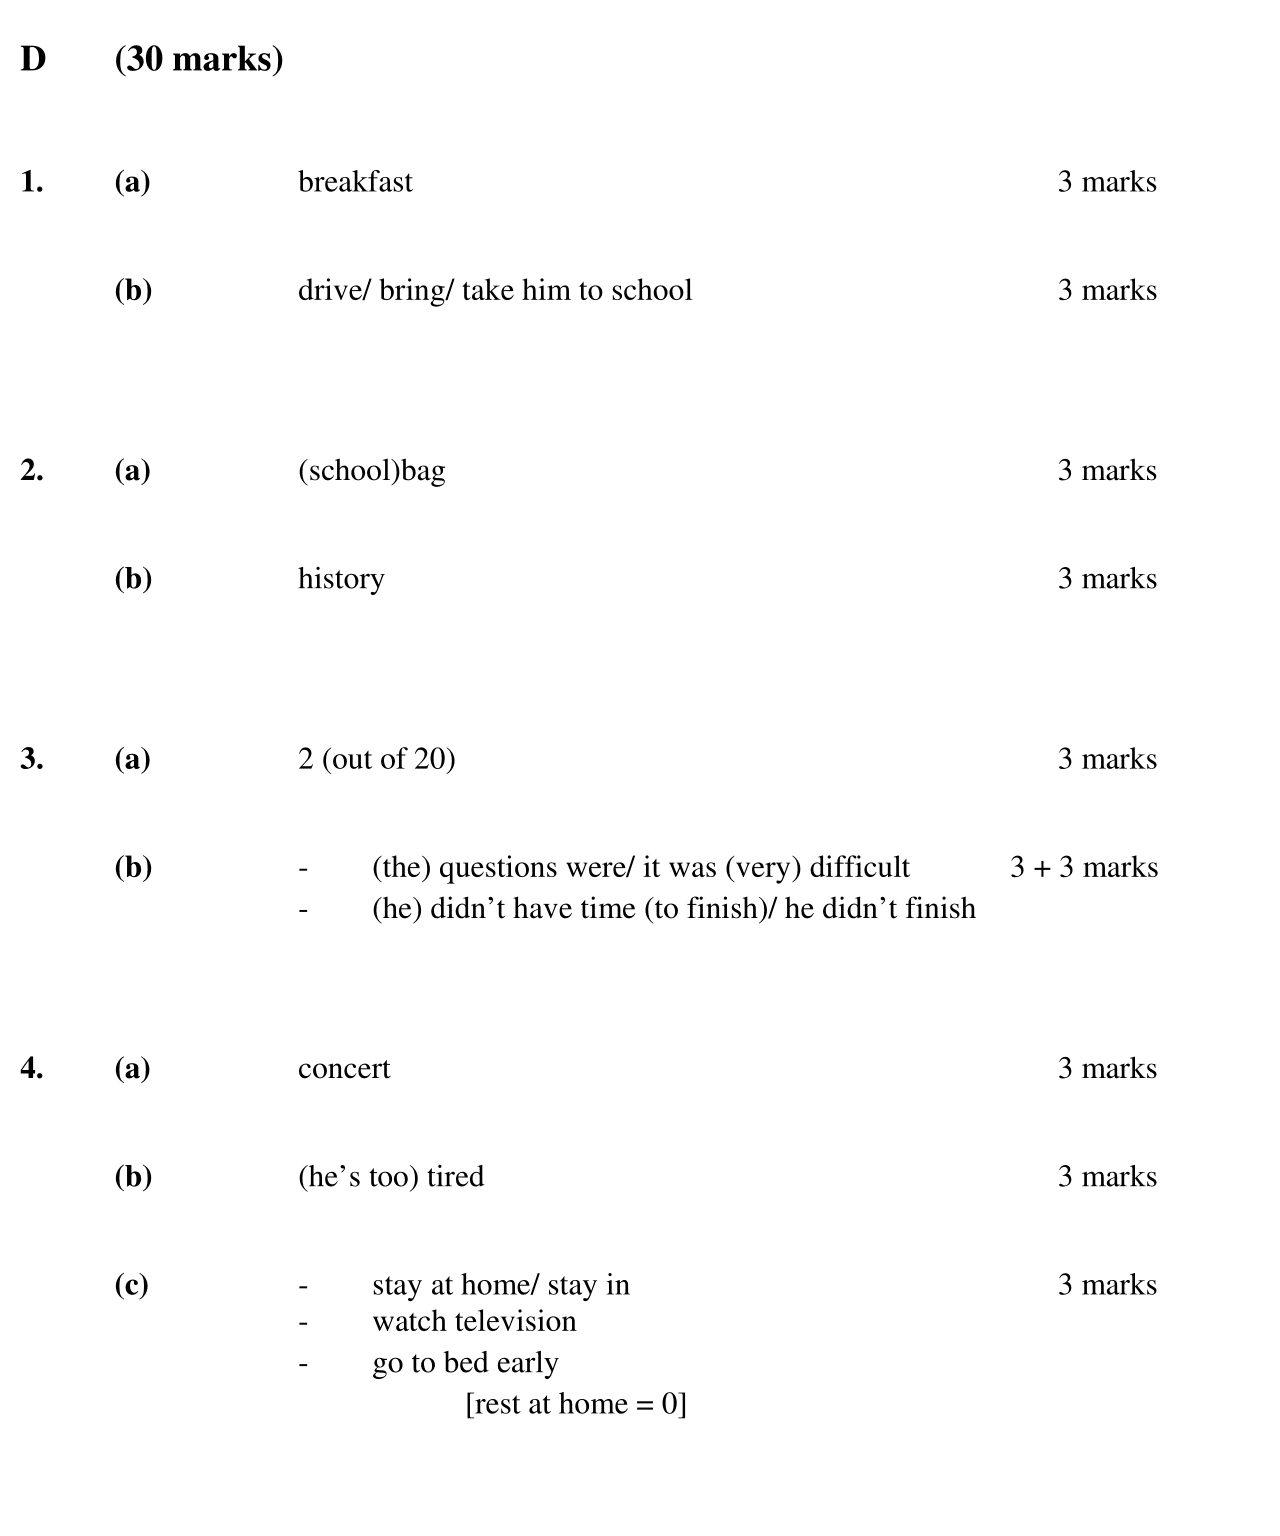 D (30 marks)
1. (a) breakfast 3 marks
(b) drive/ bring/ take him to school 3 marks
2. (a) (school)bag 3 marks
(b) history 3 marks
3. (a) 2 (out of 20) 3 marks
(b) - (the) questions were/ it was (very) difficult 3 + 3 marks
- (he) didn’t have time (to finish)/ he didn’t finish
4. (a) concert 3 marks
(b) (he’s too) tired 3 marks
(c) - stay at home/ stay in 3 marks
- watch television
- go to bed early
[rest at home = 0]